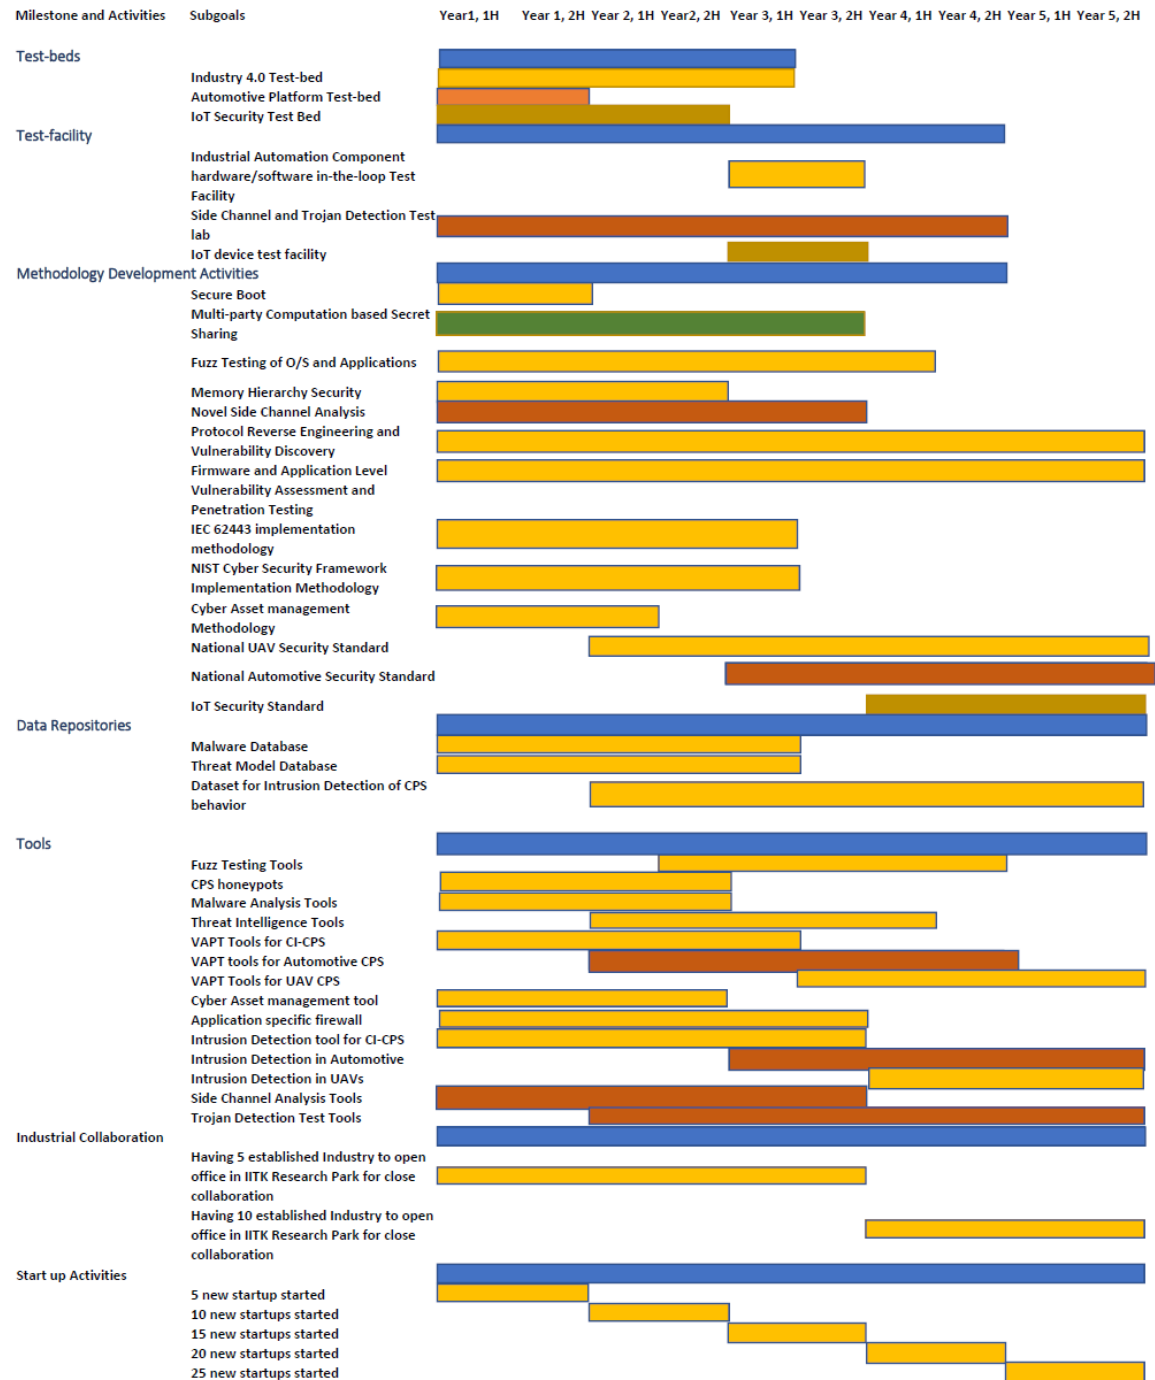 Milestone and Activities Subgoals Year1, 1H Year 1, 2H Year 2, 1H Year2, 2H Year 3, 1H Year 3, 2H Year 4, 1H Year 4, 2H Year 5, 1H Year 5, 2H
Test-beds
Industry 4.0 Test-bed
Automotive Platform Test-bed
IoT Security Test Bed
Test-facility
Industrial Automation Component
hardware/software in-the-loop Test
Facility
Side Channel and Trojan Detection Test
lab
IoT device test facility
Methodology Development Activities
Secure Boot
Multi-party Computation based Secret
Sharing
Fuzz Testing of O/S and Applications
Memory Hierarchy Security
Novel Side Channel Analysis
Protocol Reverse Engineering and
Vulnerability Discovery
Firmware and Application Level
Vulnerability Assessment and
Penetration Testing
IEC 62443 implementation
methodology
NIST Cyber Security Framework
Implementation Methodology
Cyber Asset management
Methodology
National UAV Security Standard
National Automotive Security Standard
IoT Security Standard
Data Repositories
Malware Database
Threat Model Database
Dataset for Intrusion Detection of CPS
behavior
Tools
Fuzz Testing Tools
CPS honeypots
Malware Analysis Tools
Threat Intelligence Tools
VAPT Tools for CI-CPS
VAPT tools for Automotive CPS
VAPT Tools for UAV CPS
Cyber Asset management tool
Application specific firewall
Intrusion Detection tool for CI-CPS
Intrusion Detection in Automotive
Intrusion Detection in UAVs
Side Channel Analysis Tools
Trojan Detection Test Tools
Industrial Collaboration
Having 5 established Industry to open
office in IITK Research Park for close
collaboration
Having 10 established Industry to open
office in IITK Research Park for close
collaboration
Start up Activities
5 new startup started
10 new startups started
15 new startups started
20 new startups started
25 new startups started